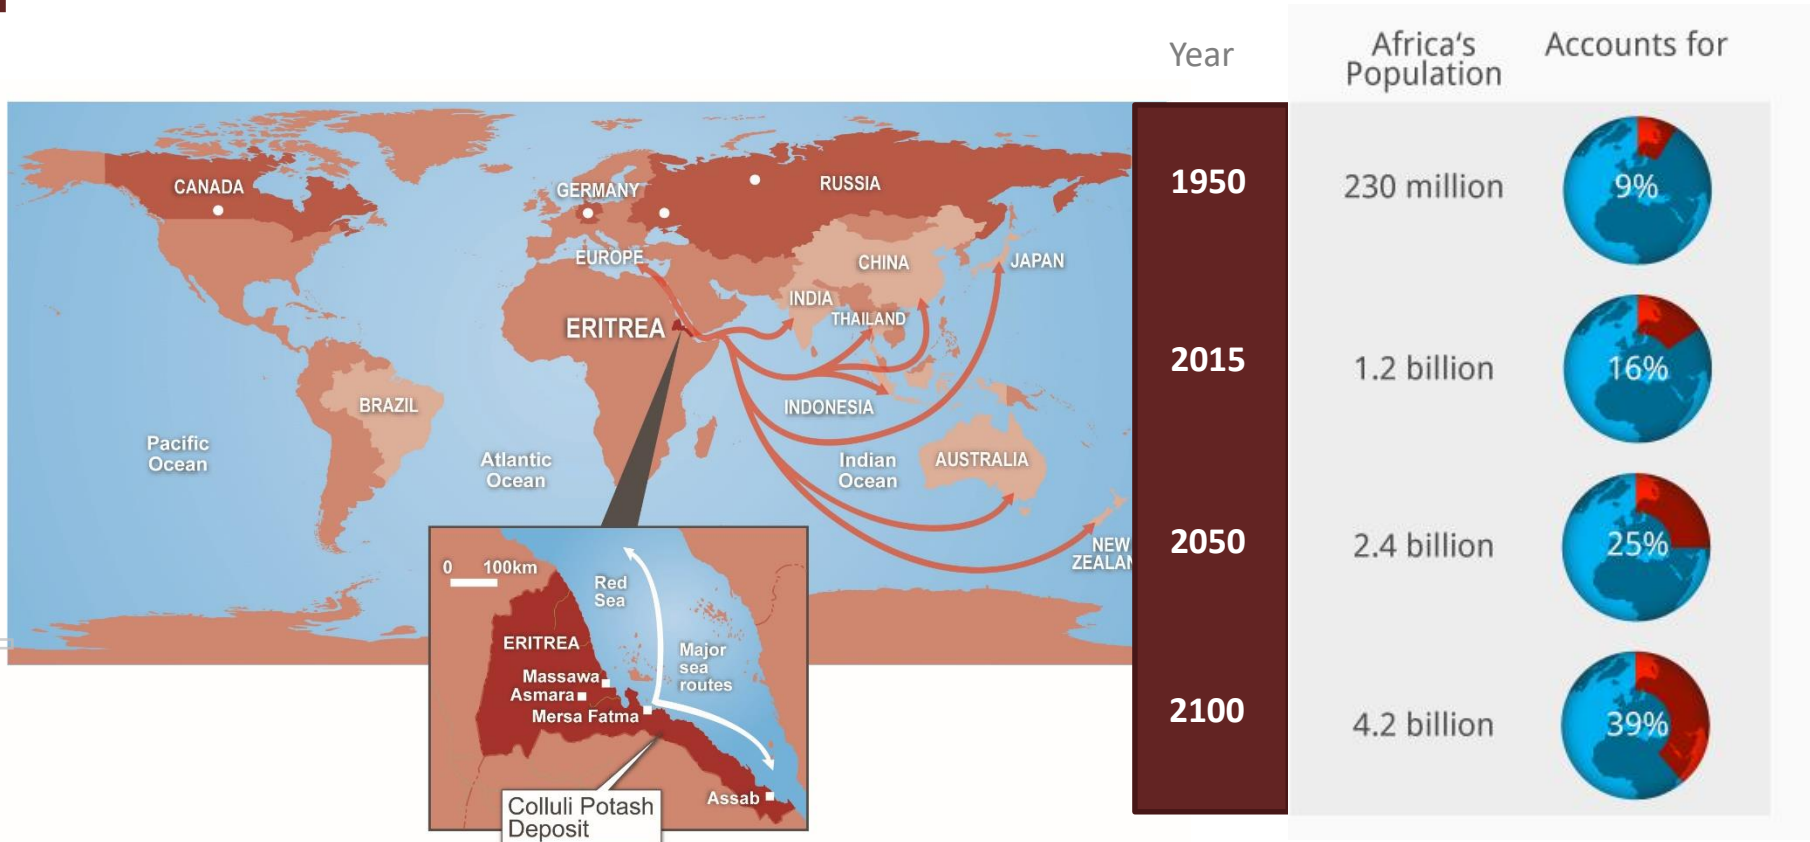 Year
Africa‘s
Population
Accounts for
CANADA
GERMANY
RUSSIA
EUROPE
CHINA
JAPAN
INDIA
THAILAND
ERITREA
BRAZIL
INDONESIA
Pacific
Ocean
Atlantic
Ocean
Indian
Ocean
AUSTRALIA
NEW
ZEALAN
0 100km
Red
Sea
ERITREA
Major
sea
routes
Massawa
Asmara
Mersa Fatma
Assab
Colluli Potash
Deposit
1950 230 million 9%
2015 1.2 billion 16%
2050 2.4 billion 25%
2100 4.2 billion 39%